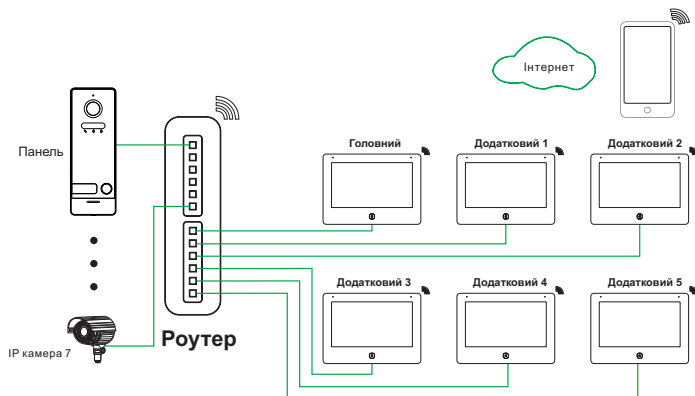 Інтернет
Панель
Головний
Додатковий 1
Додатковий 2
Додатковий 3
Додатковий 4
Додатковий 5
Роутер
IP камера 7